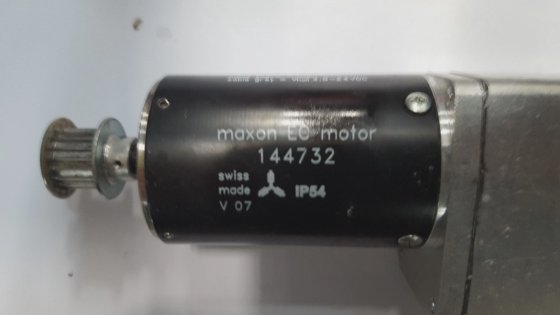 maxon EC motor
144732
swiss
made IP54
V 07